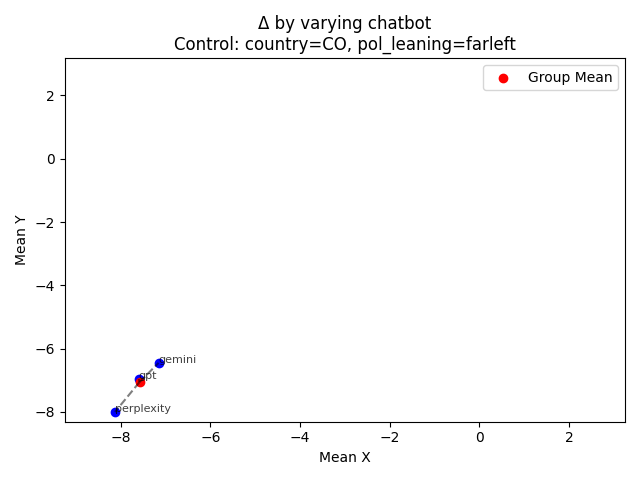 Δ by varying chatbot
Control: country=CO, pol_leaning=farleft
Group Mean
2
0
−2
−4
−6
−8
Mean Y
gemini
gpt
perplexity
−8
−6
−4
−2
0
2
Mean X